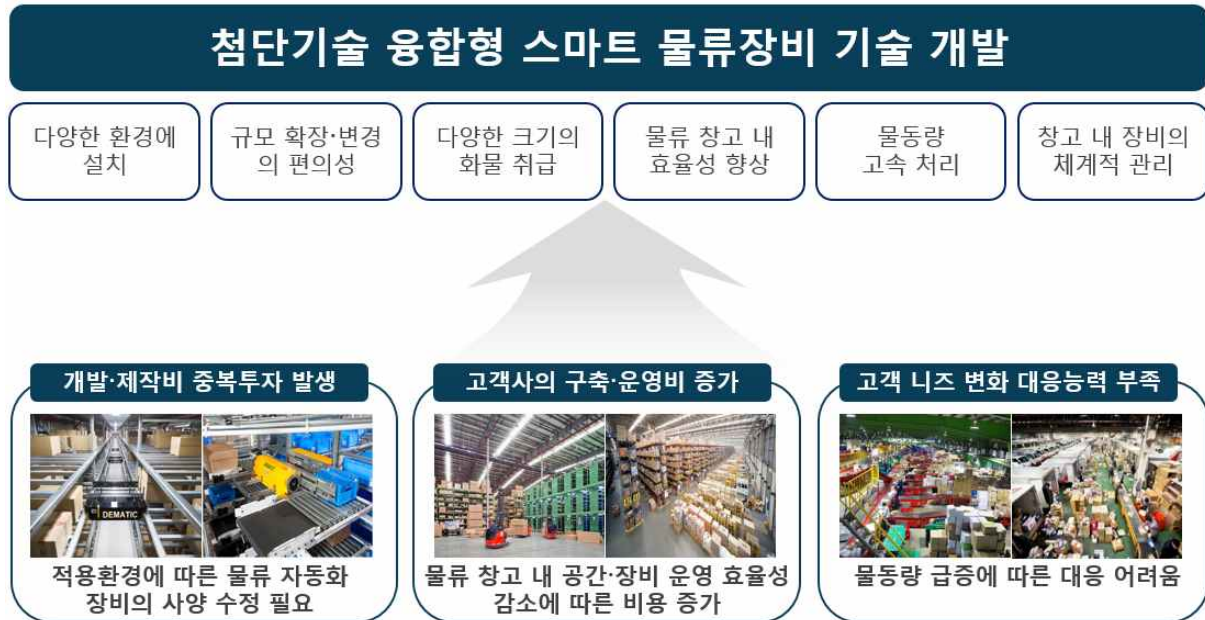 첨단기술 융합형 스마트 물류장비 기술 개발
다양한 환경에
설치
규모 확장·변경
의 편의성
다양한 크기의
화물 취급
물류 창고 내
효율성 향상
물동량
고속 처리
창고 내 장비의
체계적 관리
개발·제작비 중복투자 발생
DEMATIC
적용환경에 따른 물류 자동화
장비의 사양 수정 필요
고객사의 구축·운영비 증가
물류 창고 내 공간·장비 운영 효율성
감소에 따른 비용 증가
고객 니즈 변화 대응능력 부족
물동량 급증에 따른 대응 어려움